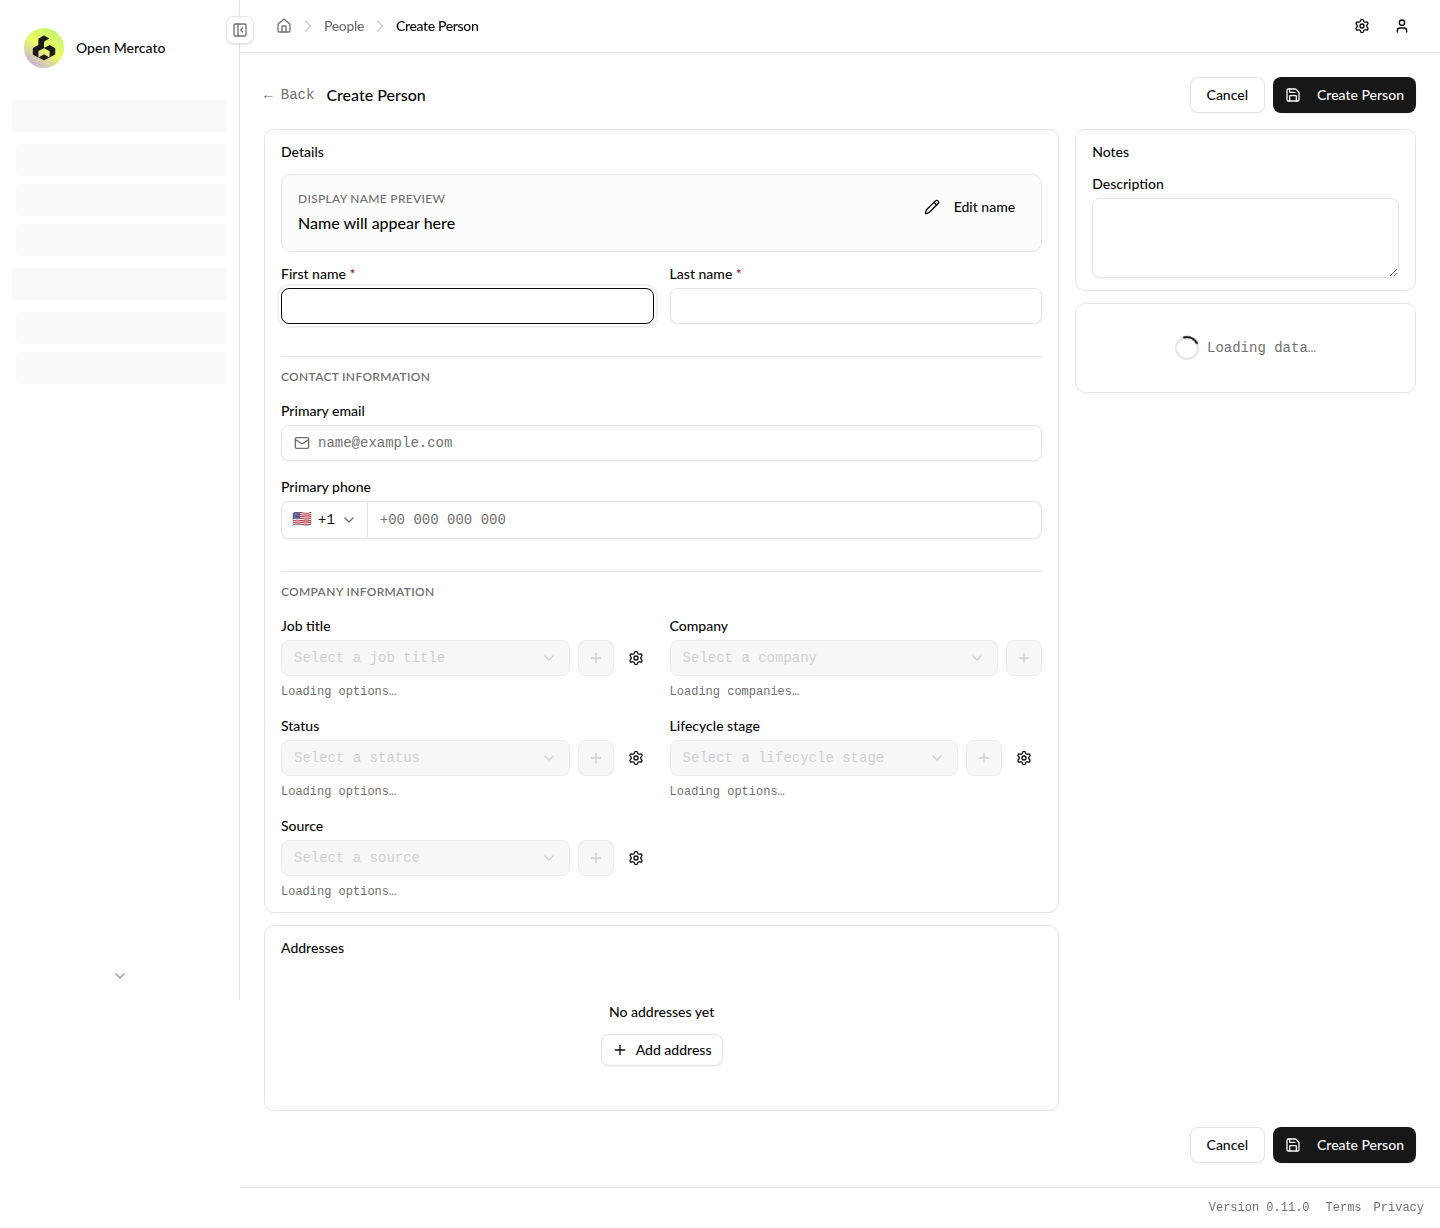 Open Mercato
People
Create Person
← Back
Create Person
Cancel
Create Person
Details
DISPLAY NAME PREVIEW
Name will appear here
Edit name
First name *
Last name *
CONTACT INFORMATION
Primary email
name@example.com
Primary phone
+1
+00 000 000 000
COMPANY INFORMATION
Job title
Company
Select a job title
Select a company
Loading options…
Loading companies…
Status
Lifecycle stage
Select a status
Select a lifecycle stage
Loading options…
Loading options…
Source
Select a source
Loading options…
Notes
Description
Loading data…
Addresses
No addresses yet
Add address
Cancel
Create Person
Version 0.11.0
Terms
Privacy